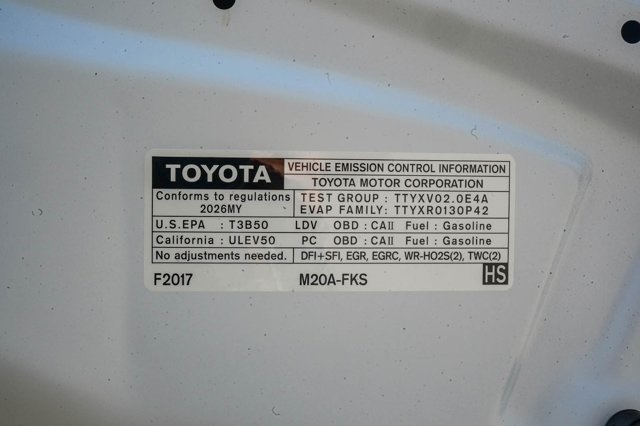 TOYOTA
VEHICLE EMISSION CONTROL INFORMATION
TOYOTA MOTOR CORPORATION
Conforms to regulations
2026MY
TEST GROUP : TTYXV02.0E4A
EVAP FAMILY: TTYXR0130P42
U.S.EPA : T3B50 LDV OBD : CAII Fuel : Gasoline
California : ULEV50 PC OBD : CAII Fuel : Gasoline
No adjustments needed. DFI+SFI, EGR, EGRC, WR-HO2S(2), TWC(2)
F2017 M20A-FKS HS